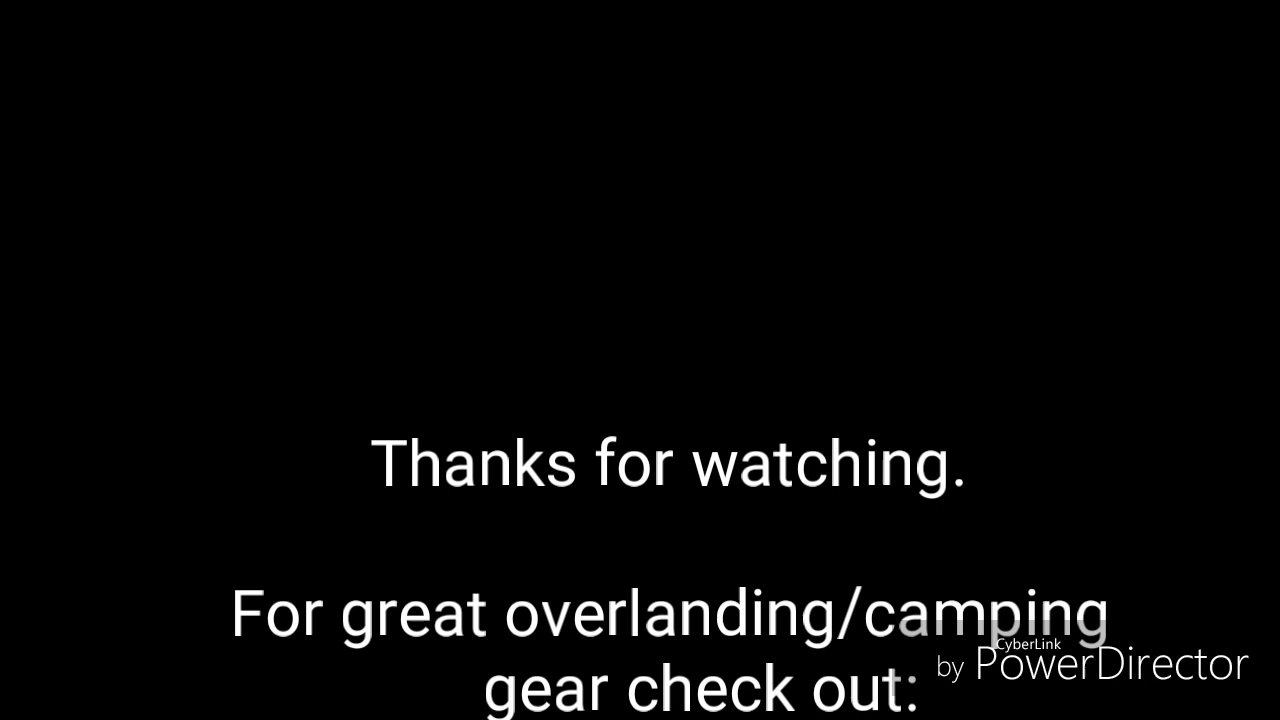 Thanks for watching.
For great overlanding/camping
gear check out:
CyberLink
by PowerDirector